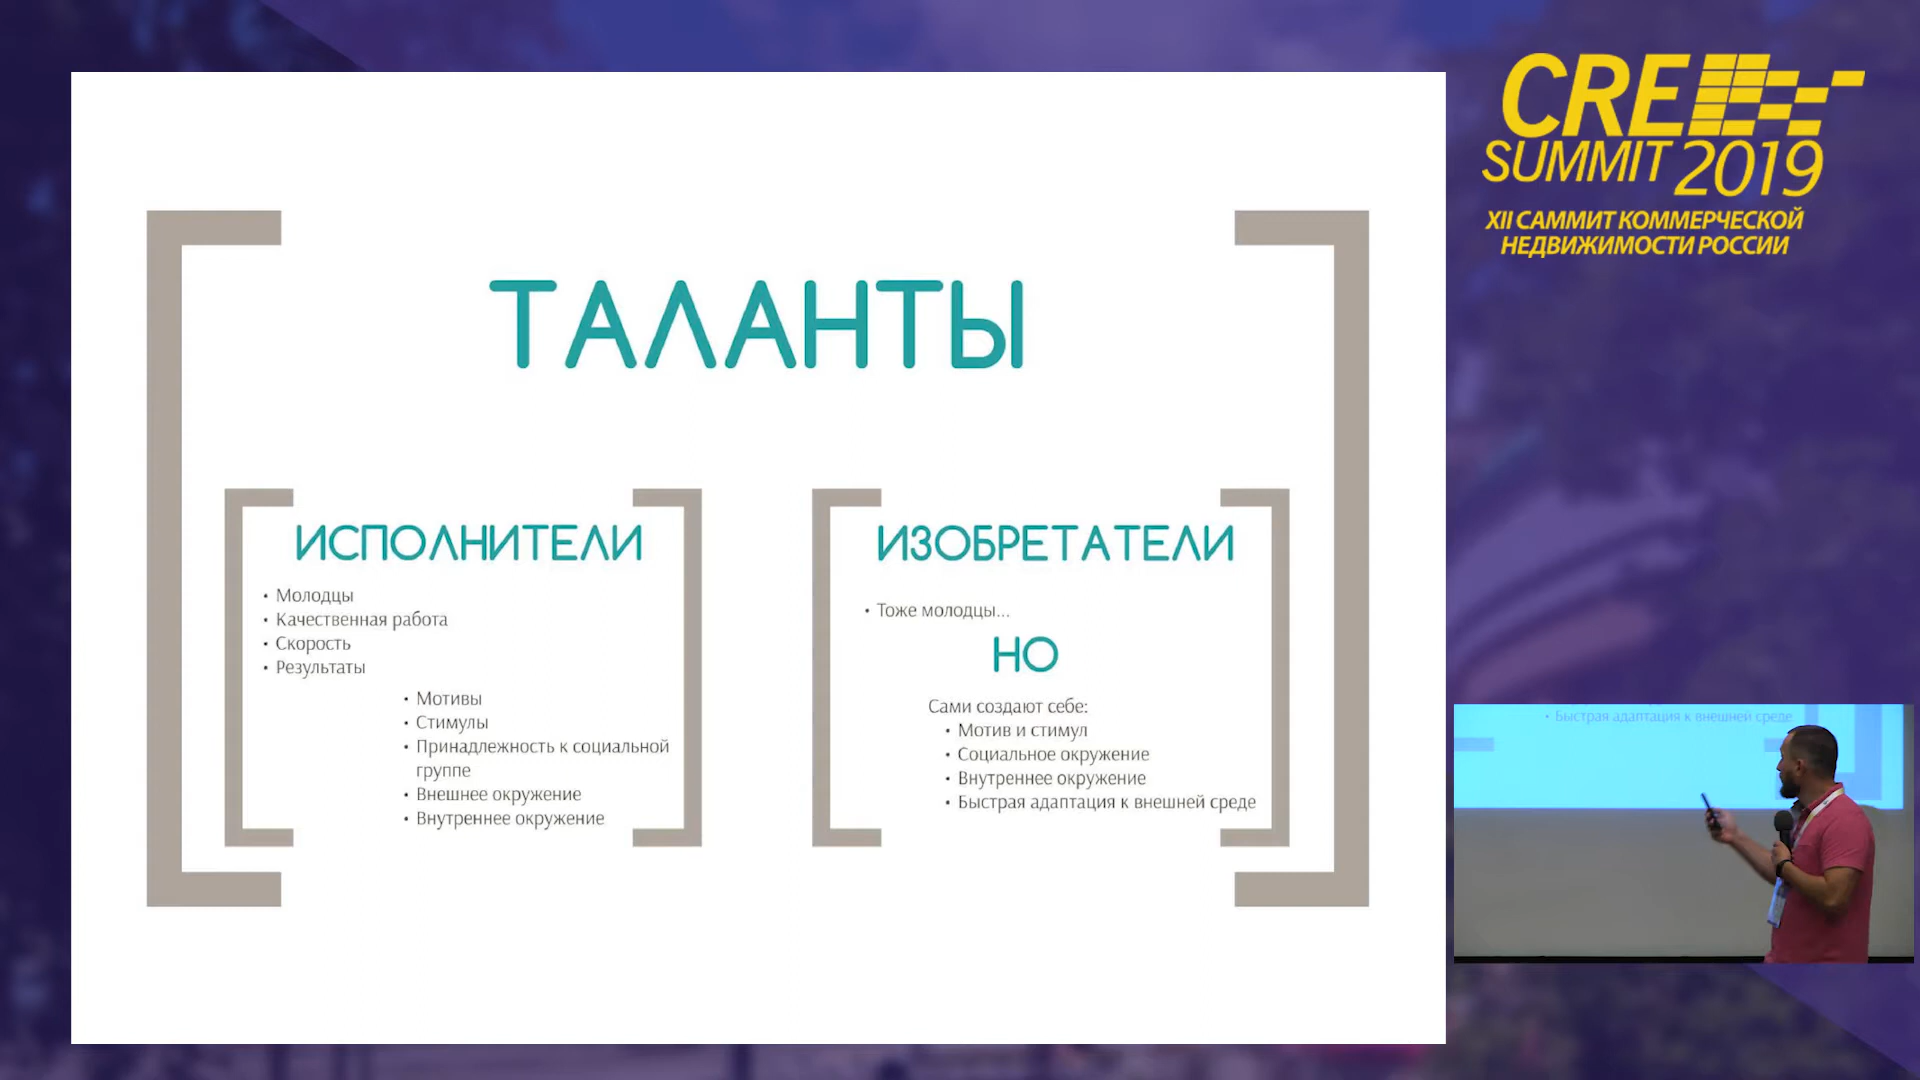 CRE
SUMMIT 2019
XII САММИТ КОММЕРЧЕСКОЙ
НЕДВИЖИМОСТИ РОССИИ
ТАЛАНТЫ
ИСПОЛНИТЕЛИ
• Молодцы
• Качественная работа
• Скорость
• Результаты
• Мотивы
• Стимулы
• Принадлежность к социальной
группе
• Внешнее окружение
• Внутреннее окружение
ИЗОБРЕТАТЕЛИ
• Тоже молодцы...
НО
Сами создают себе:
• Мотив и стимул
• Социальное окружение
• Внутреннее окружение
• Быстрая адаптация к внешней среде
• Быстрая адаптация к внешней среде